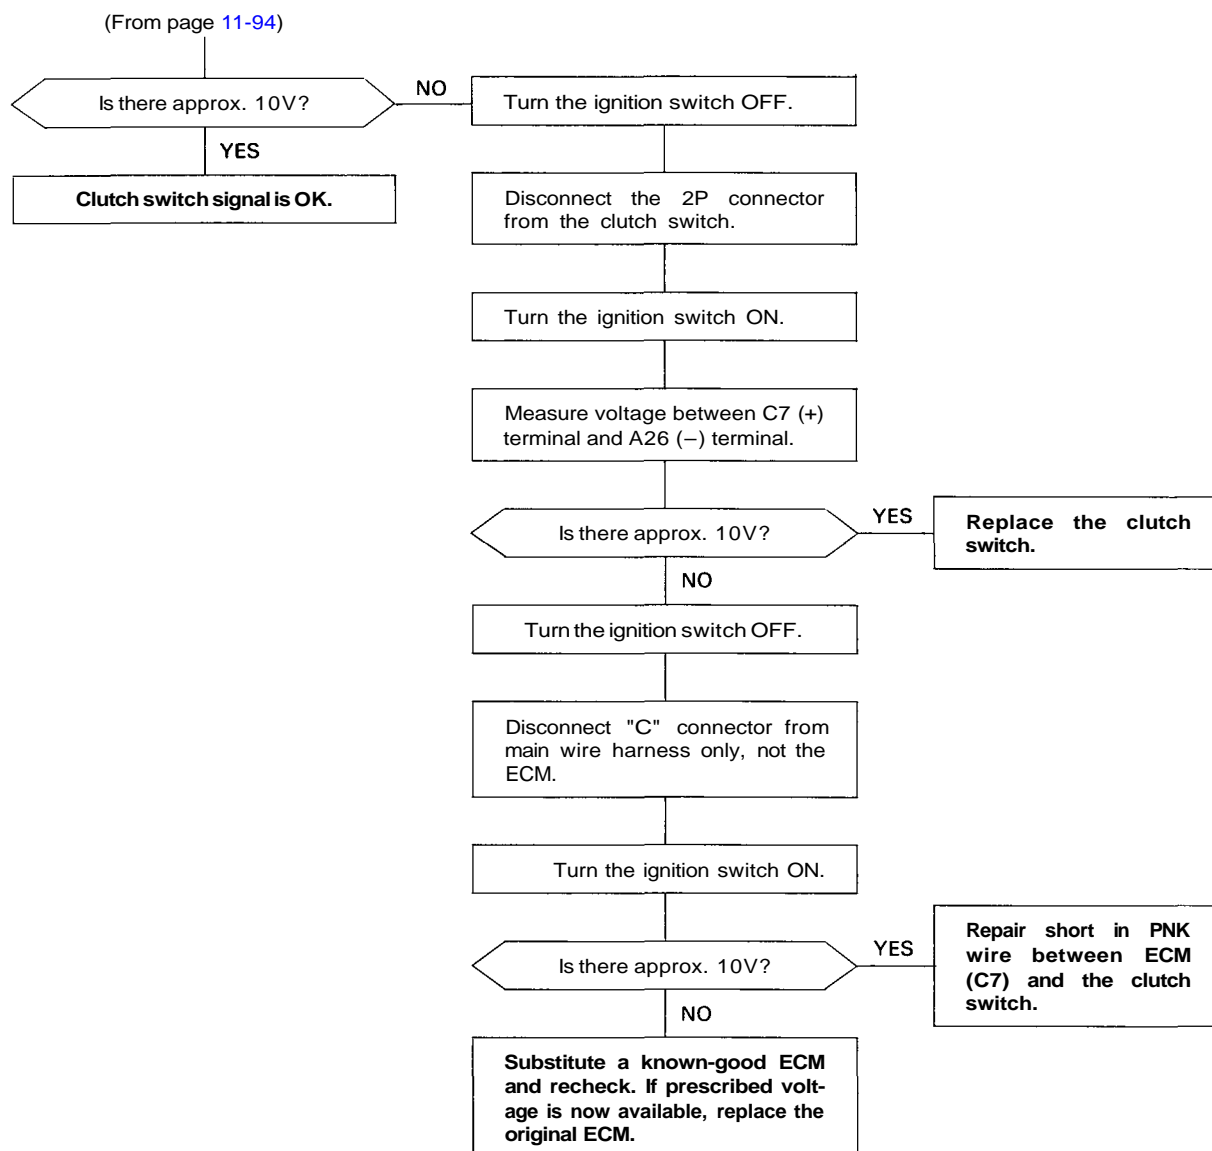 (From page 11-94)
Is there approx. 10V?
NO
YES
Clutch switch signal is OK.
Turn the ignition switch OFF.
Disconnect the 2P connector
from the clutch switch.
Turn the ignition switch ON.
Measure voltage between C7 (+)
terminal and A26 (–) terminal.
Is there approx. 10V?
YES
Replace the clutch
switch.
NO
Turn the ignition switch OFF.
Disconnect "C" connector from
main wire harness only, not the
ECM.
Turn the ignition switch ON.
Is there approx. 10V?
YES
Repair short in PNK
wire between ECM
(C7) and the clutch
switch.
NO
Substitute a known-good ECM
and recheck. If prescribed volt-
age is now available, replace the
original ECM.